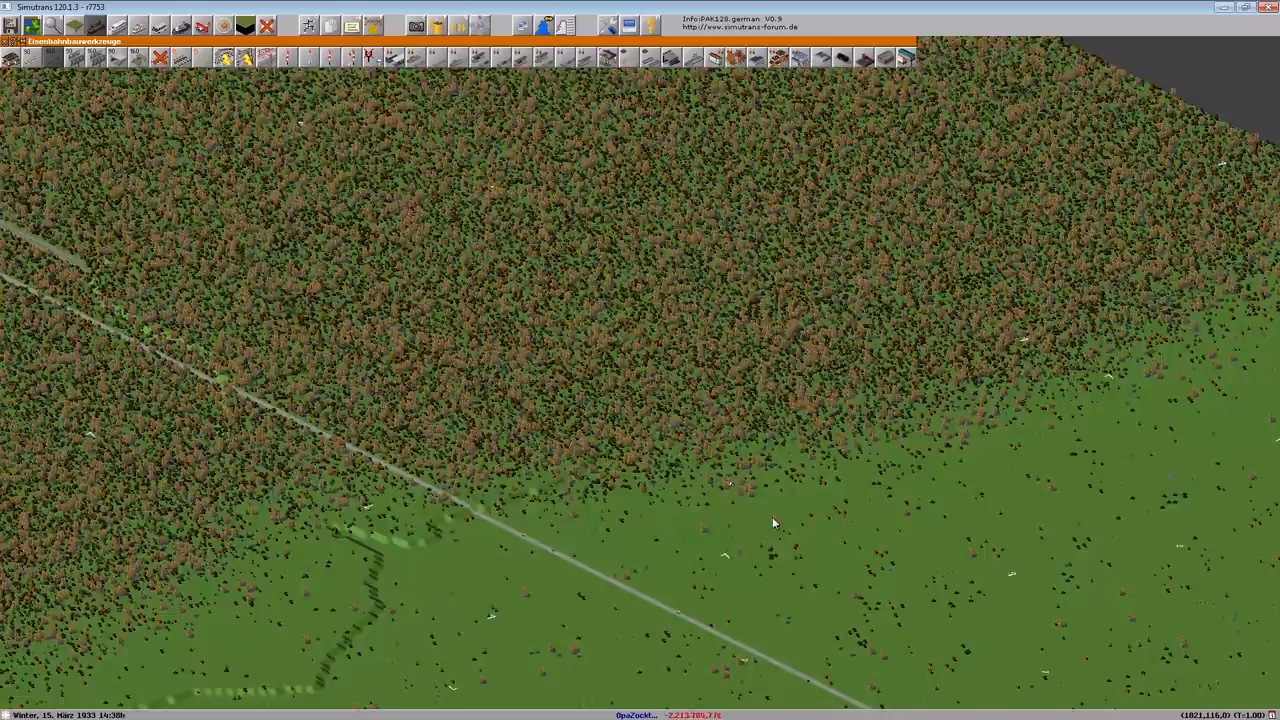 Simutrans 120.1.3 - r7753
Info:PAK128.german V0.9
http://www.simutrans-forum.de
Eisenbahnbauwerkzeuge
Winter, 15. März 1933 14:38h
OpaZockt...
(1821,116,0) (T=1.00)